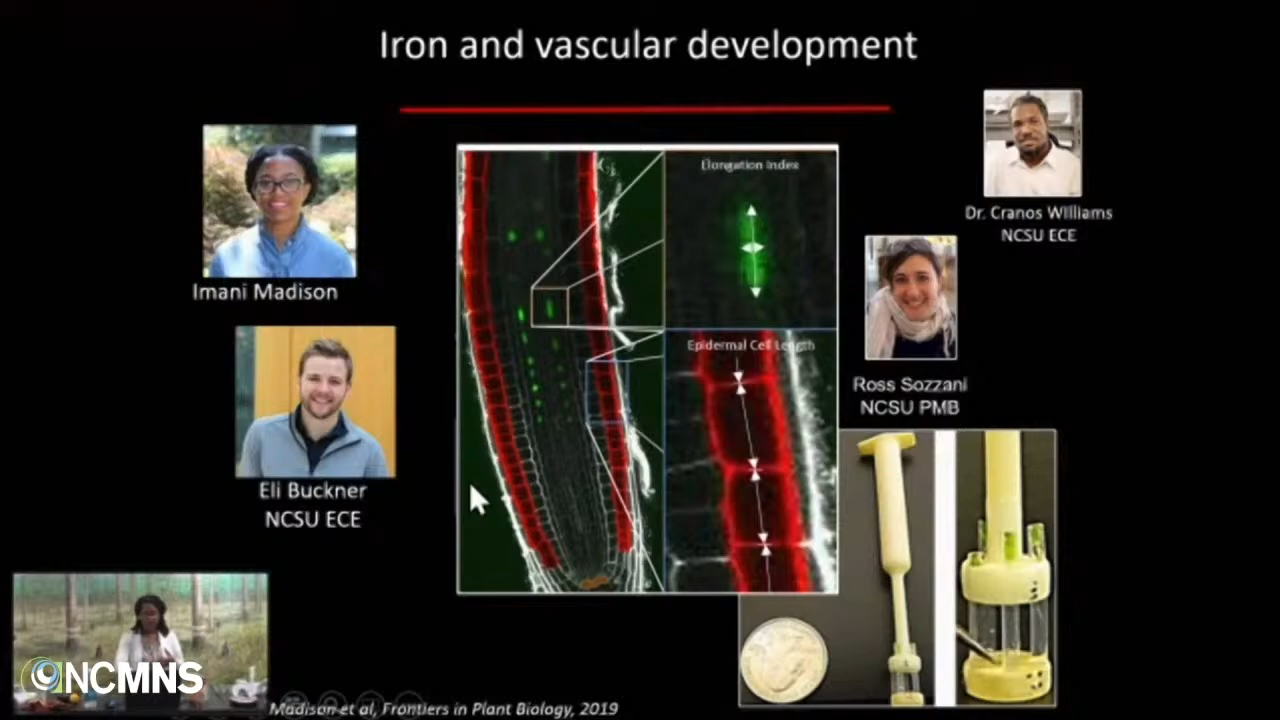 Iron and vascular development
Imani Madison
Eli Buckner
NCSU ECE
Elongation Index
Epidermal Cell Length
Dr. Cranos Williams
NCSU ECE
Ross Sozzani
NCSU PMB
NCMNS
Madison et al, Frontiers in Plant Biology, 2019